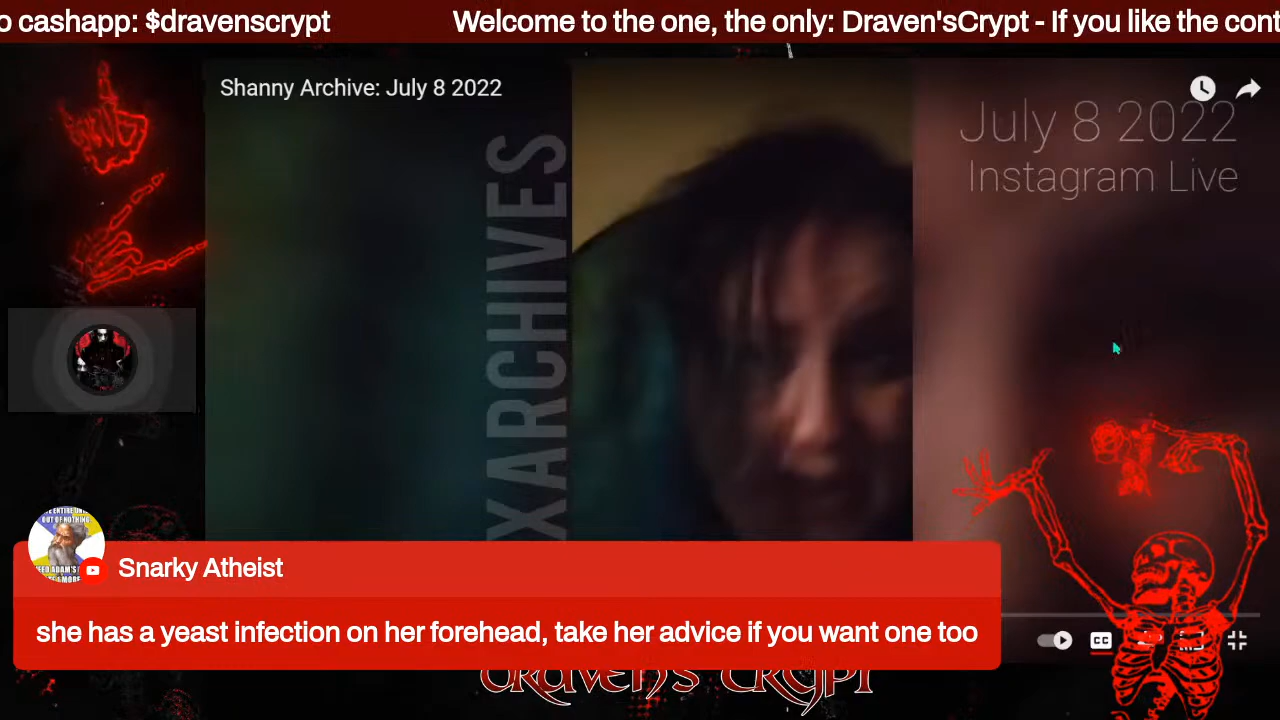 o cashapp: $dravenscrypt
Welcome to the one, the only: Draven'sCrypt - If you like the cont
Shanny Archive: July 8 2022
July 8 2022
Instagram Live
XARCHIVES
Snarky Atheist
she has a yeast infection on her forehead, take her advice if you want one too
CC
Draven's Crypt